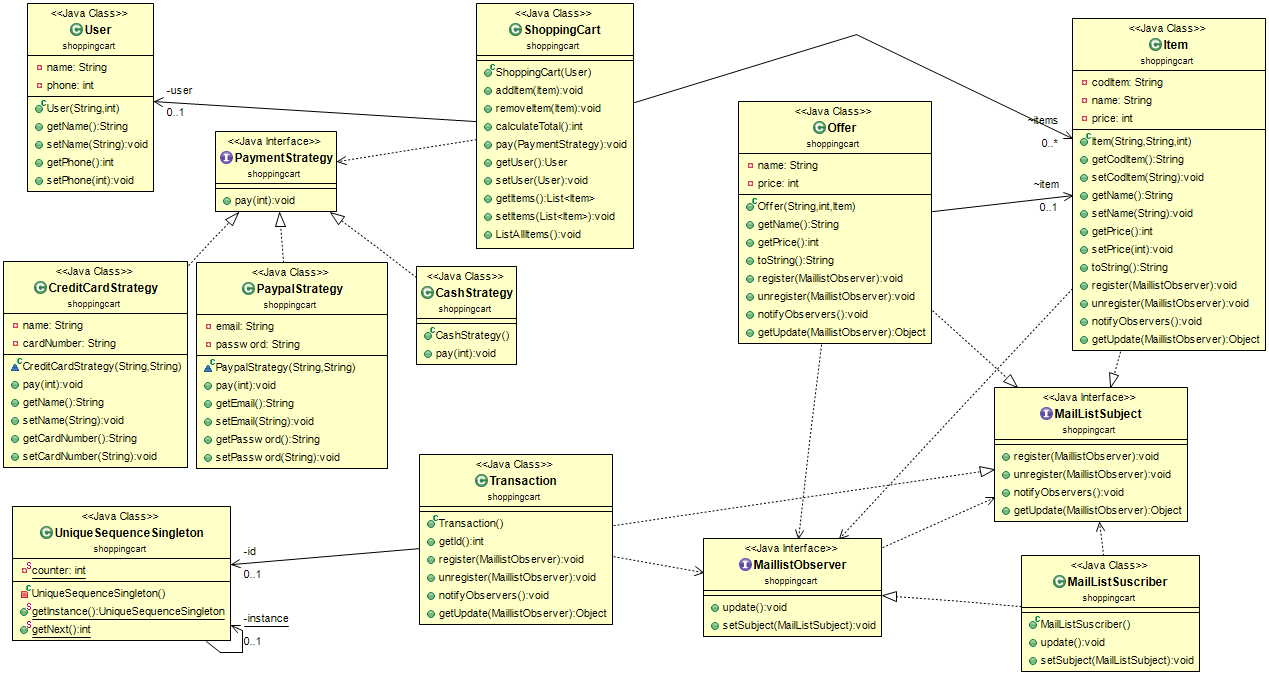 <<Java Class>>
User
shoppingcart
name: String
phone: int
User(String,int)
getName():String
setName(String):void
getPhone():int
setPhone(int):void
<<Java Class>>
ShoppingCart
shoppingcart
ShoppingCart(User)
addItem(Item):void
removeItem(Item):void
calculateTotal():int
pay(PaymentStrategy):void
getUser():User
setUser(User):void
getItems():List<Item>
setItems(List<Item>):void
ListAllItems():void
-user
0..1
<<Java Class>>
Item
shoppingcart
codItem: String
name: String
price: int
Item(String,String,int)
getCodItem():String
setCodItem(String):void
getName():String
setName(String):void
getPrice():int
setPrice(int):void
toString():String
register(MaillistObserver):void
unregister(MaillistObserver):void
notifyObservers():void
getUpdate(MaillistObserver):Object
~items
0..*
~item
0..1
<<Java Class>>
Offer
shoppingcart
name: String
price: int
Offer(String,int,Item)
getName():String
getPrice():int
toString():String
register(MaillistObserver):void
unregister(MaillistObserver):void
notifyObservers():void
getUpdate(MaillistObserver):Object
<<Java Interface>>
PaymentStrategy
shoppingcart
pay(int):void
<<Java Class>>
CreditCardStrategy
shoppingcart
name: String
cardNumber: String
CreditCardStrategy(String,String)
pay(int):void
getName():String
setName(String):void
getCardNumber():String
setCardNumber(String):void
<<Java Class>>
PaypalStrategy
shoppingcart
email: String
passw ord: String
PaypalStrategy(String,String)
pay(int):void
getEmail():String
setEmail(String):void
getPassw ord():String
setPassw ord(String):void
<<Java Class>>
CashStrategy
shoppingcart
CashStrategy()
pay(int):void
<<Java Interface>>
MailListSubject
shoppingcart
register(MaillistObserver):void
unregister(MaillistObserver):void
notifyObservers():void
getUpdate(MaillistObserver):Object
<<Java Class>>
Transaction
shoppingcart
Transaction()
getId():int
register(MaillistObserver):void
unregister(MaillistObserver):void
notifyObservers():void
getUpdate(MaillistObserver):Object
<<Java Class>>
UniqueSequenceSingleton
shoppingcart
counter: int
UniqueSequenceSingleton()
getInstance():UniqueSequenceSingleton
getNext():int
-id
0..1
-instance
0..1
<<Java Interface>>
MaillistObserver
shoppingcart
update():void
setSubject(MailListSubject):void
<<Java Class>>
MailListSuscriber
shoppingcart
MailListSuscriber()
update():void
setSubject(MailListSubject):void